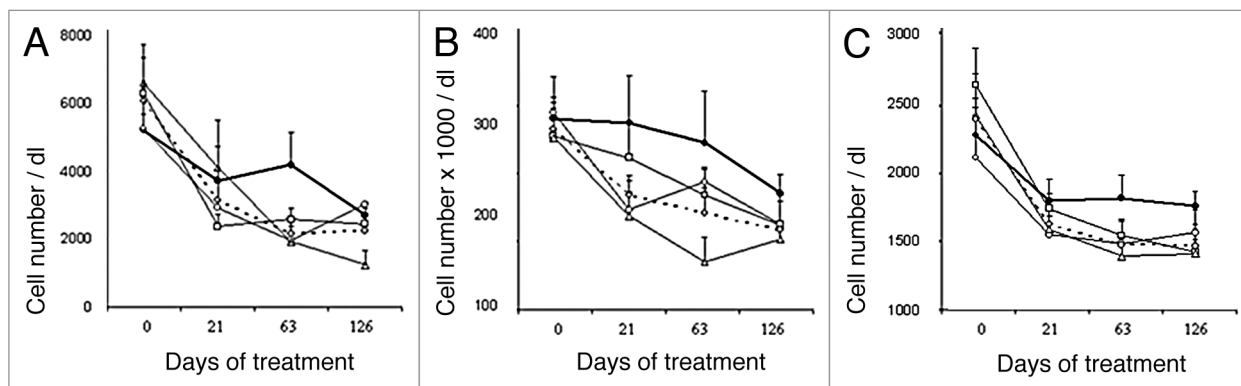 A
Cell number / dl
8000
6000
4000
2000
0
0 21 63 126
Days of treatment
B
Cell number x 1000 / dl
400
300
200
100
0 21 63 126
Days of treatment
C
Cell number / dl
3000
2500
2000
1500
1000
0 21 63 126
Days of treatment